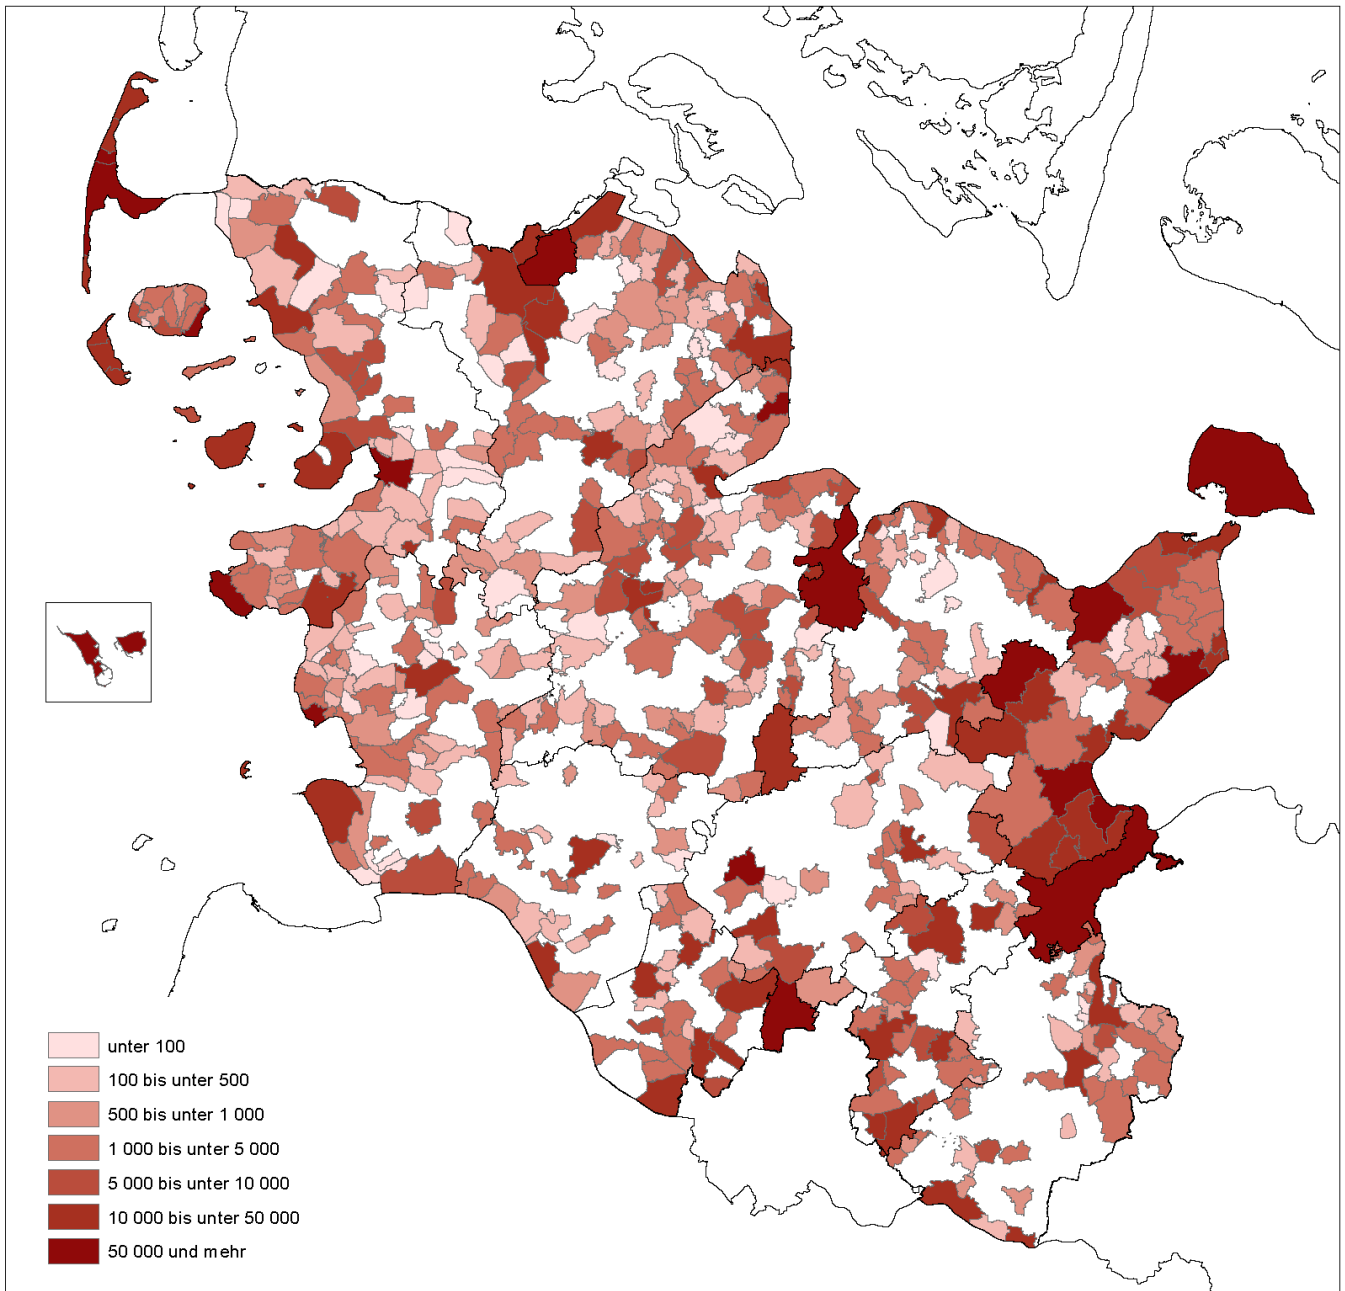 unter 100
100 bis unter 500
500 bis unter 1 000
1 000 bis unter 5 000
5 000 bis unter 10 000
10 000 bis unter 50 000
50 000 und mehr